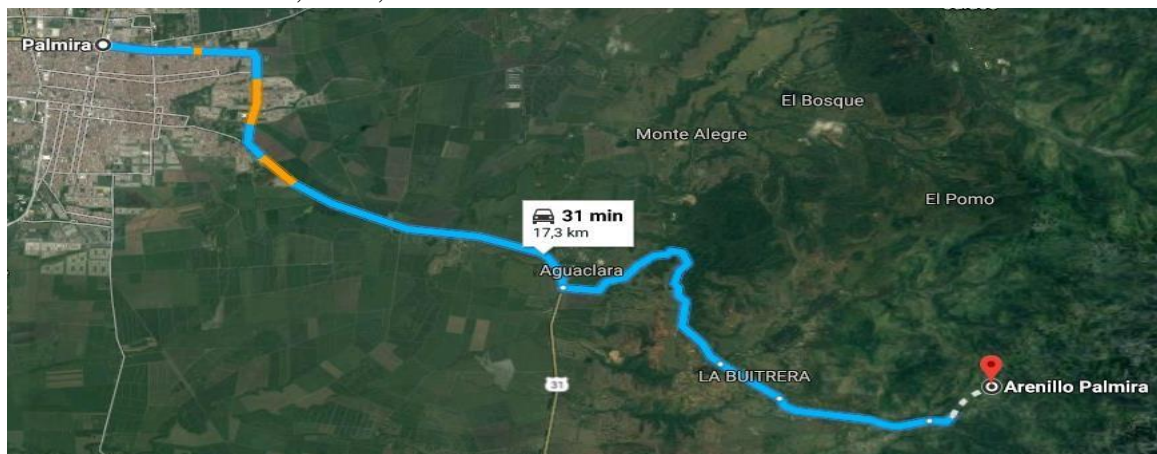 Palmira
El Bosque
Monte Alegre
El Pomo
31 min
17,3 km
Aguaclara
LA BUITRERA
31
Arenillo Palmira